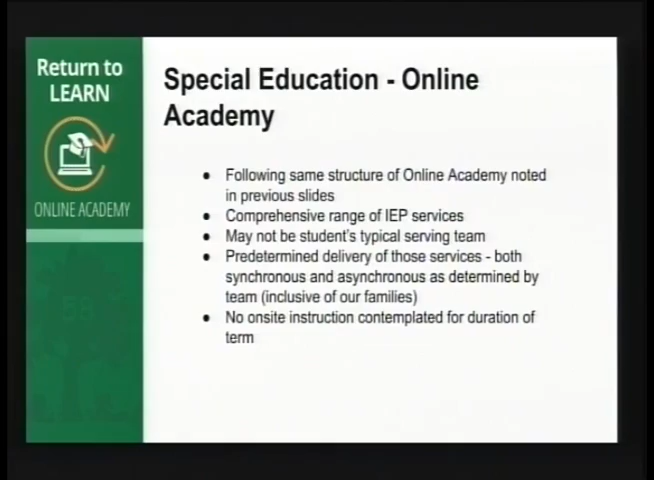 Return to
LEARN
ONLINE ACADEMY
Special Education - Online
Academy
● Following same structure of Online Academy noted
in previous slides
● Comprehensive range of IEP services
● May not be student's typical serving team
● Predetermined delivery of those services - both
synchronous and asynchronous as determined by
team (inclusive of our families)
● No onsite instruction contemplated for duration of
term